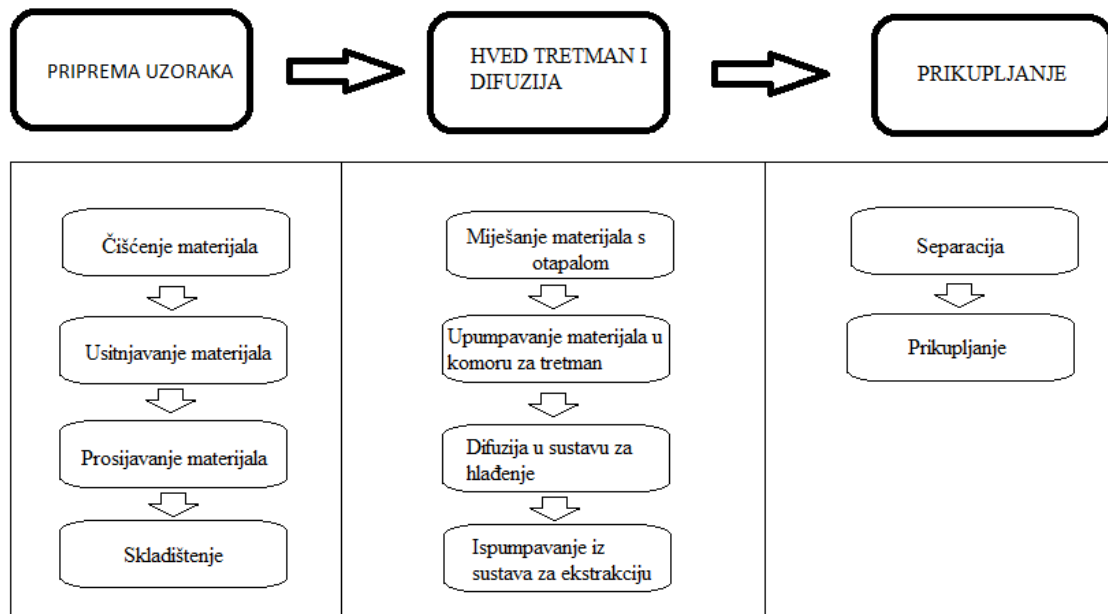 PRIPREMA UZORAKA
HVED TRETMAN I
DIFUZIJA
PRIKUPLJANJE
Čišćenje materijala
Usitnjavanje materijala
Prosijavanje materijala
Skladištenje
Miješanje materijala s
otapalom
Upumpavanje materijala u
komoru za tretman
Difuzija u sustavu za
hlađenje
Ispumpavanje iz
sustava za ekstrakciju
Separacija
Prikupljanje